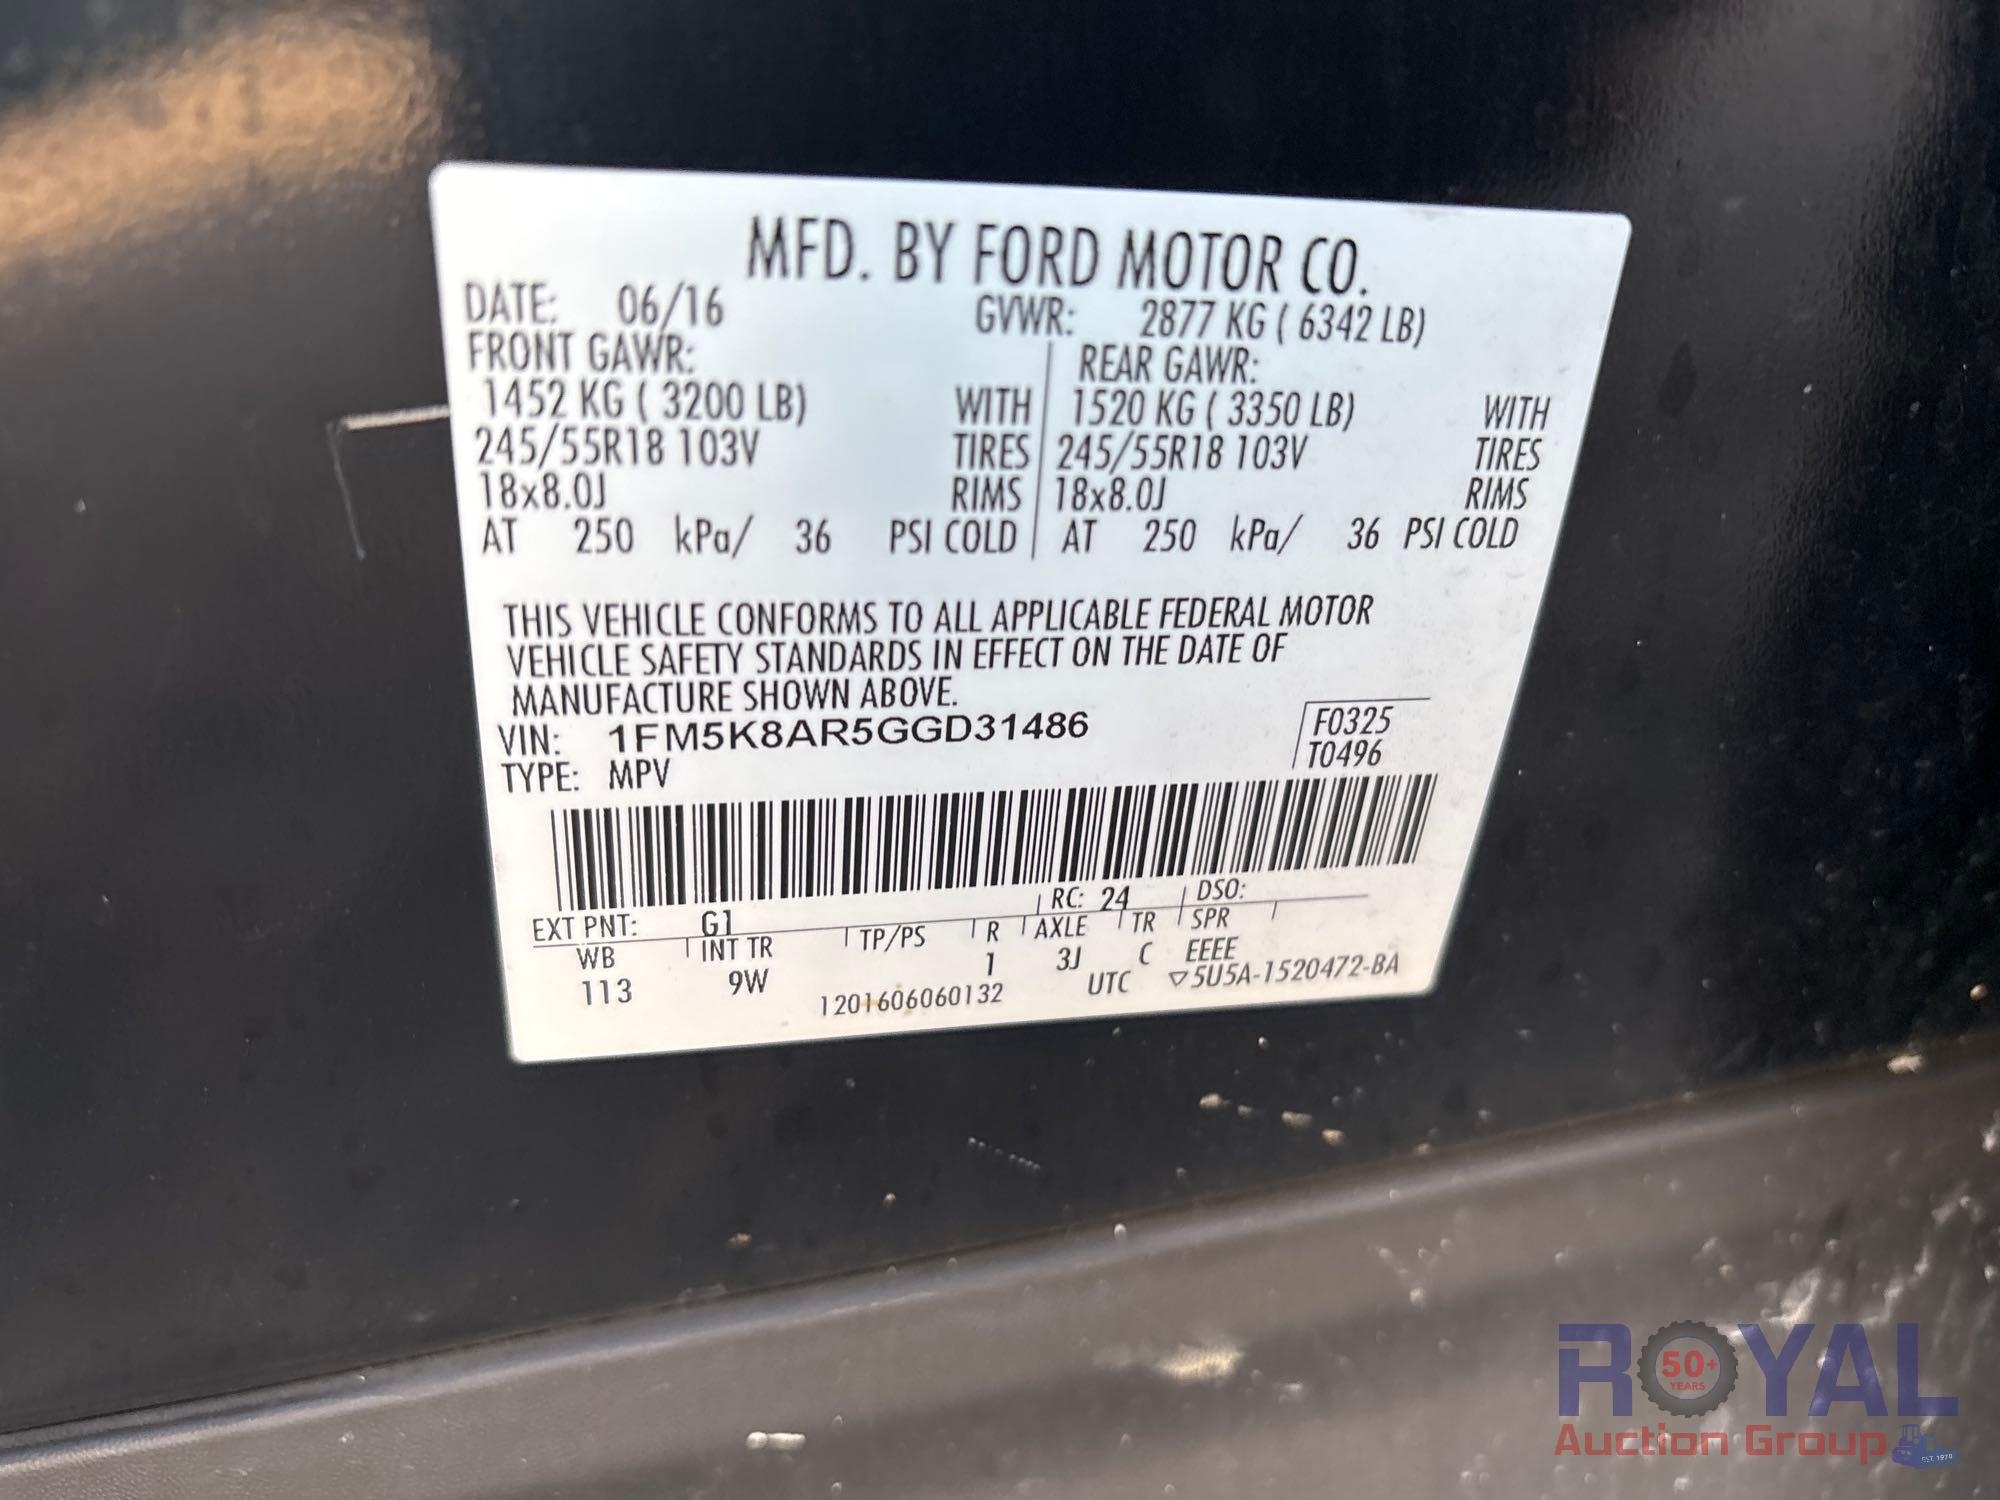 MFD. BY FORD MOTOR CO.
DATE: 06/16 GVWR: 2877 KG ( 6342 LB)
FRONT GAWR: REAR GAWR:
1452 KG ( 3200 LB) WITH 1520 KG ( 3350 LB) WITH
245/55R18 103V TIRES 245/55R18 103V TIRES
18x8.0J RIMS 18x8.0J RIMS
AT 250 kPa/ 36 PSI COLD AT 250 kPa/ 36 PSI COLD
THIS VEHICLE CONFORMS TO ALL APPLICABLE FEDERAL MOTOR
VEHICLE SAFETY STANDARDS IN EFFECT ON THE DATE OF
MANUFACTURE SHOWN ABOVE.
VIN: 1FM5K8AR5GGD31486 F0325
TYPE: MPV T0496
EXT PNT: G1 RC: 24 DSO:
WB INT TR TP/PS R AXLE TR SPR
113 9W 1 3J C EEEE
1201606060132 UTC ▽5U5A-1520472-BA
ROYAL
50+
YEARS
Auction Group
EST. 1970